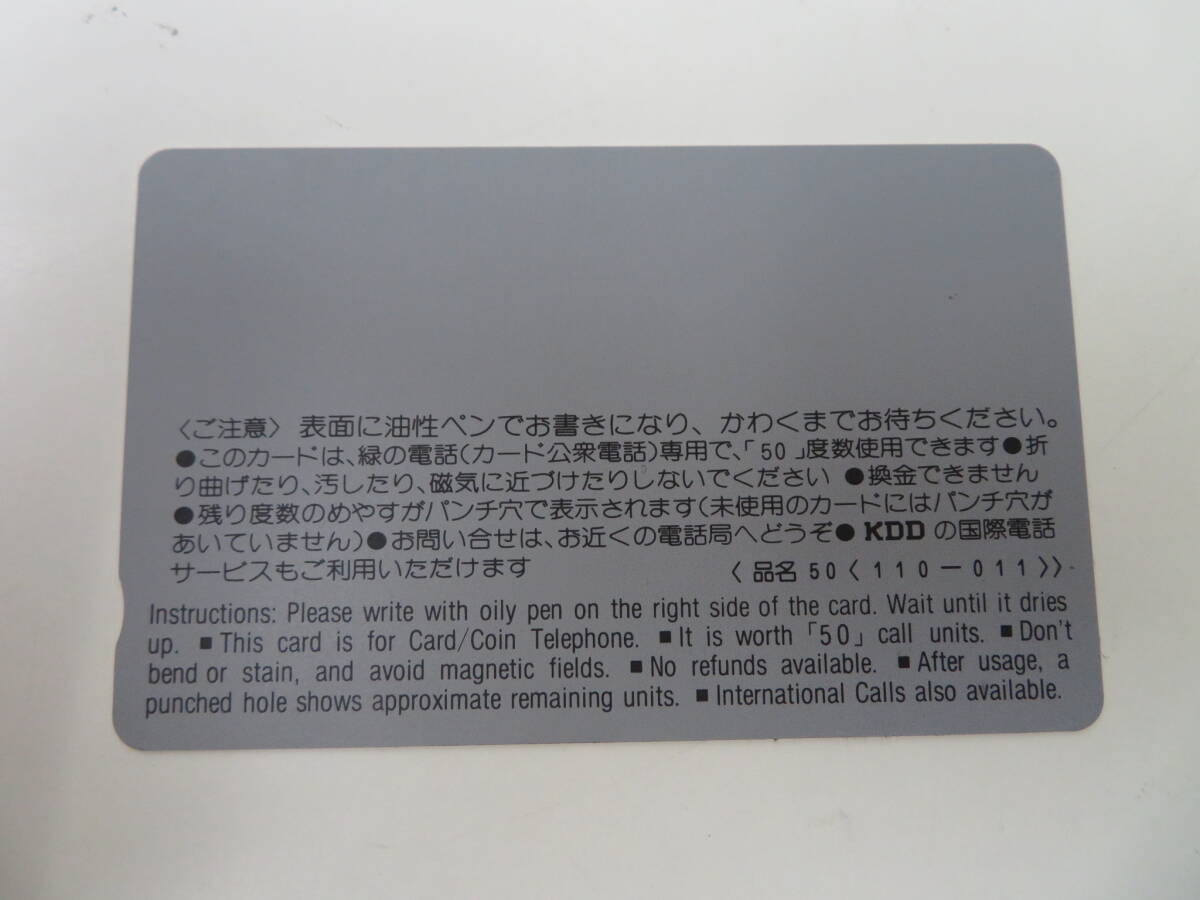 〈ご注意〉 表面に油性ペンでお書きになり、かわくまでお待ちください。
●このカードは、緑の電話(カード公衆電話)専用で、「50」度数使用できます●折
り曲げたり、汚したり、磁気に近づけたりしないでください ●換金できません
●残り度数のめやすがパンチ穴で表示されます(未使用のカードにはパンチ穴が
あいていません)●お問い合せは、お近くの電話局へどうぞ● KDD の国際電話
サービスもご利用いただけます 〈 品名 50〈 110－011〉〉
Instructions: Please write with oily pen on the right side of the card. Wait until it dries
up. ■ This card is for Card/Coin Telephone. ■ It is worth「50」call units. ■ Don't
bend or stain, and avoid magnetic fields. ■ No refunds available. ■ After usage, a
punched hole shows approximate remaining units. ■ International Calls also available.